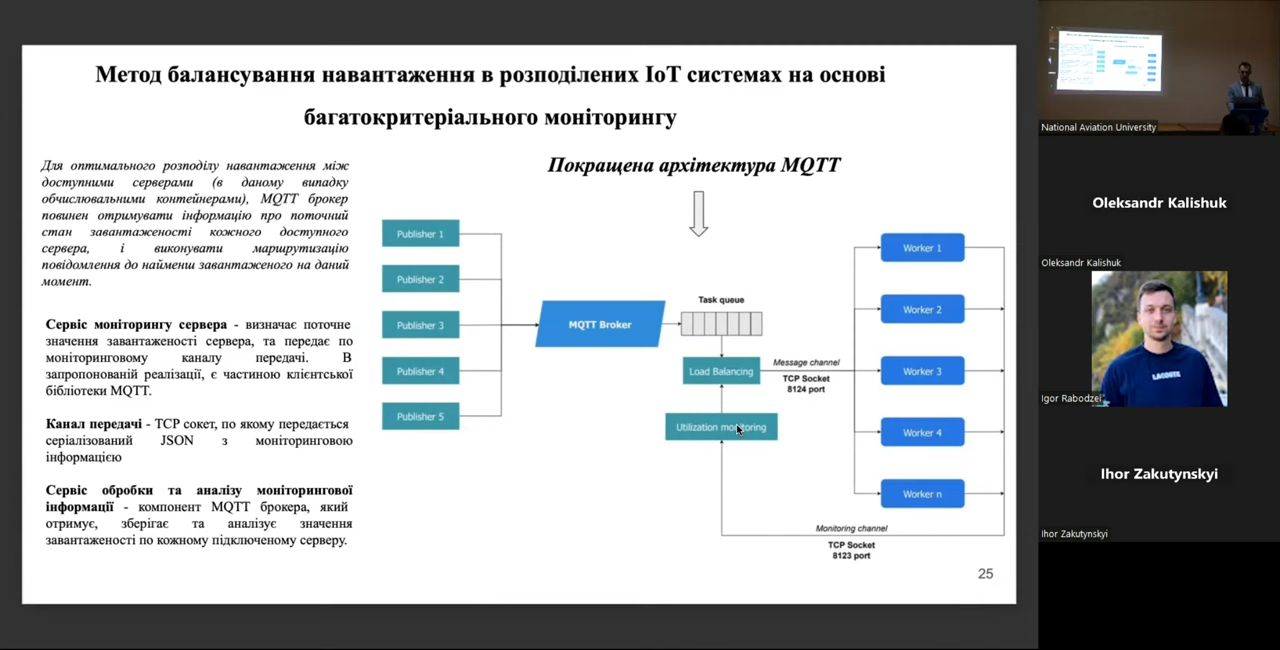 Метод балансування навантаження в розподілених IoT системах на основі
багатокритеріального моніторингу
Для оптимального розподілу навантаження між
доступними серверами (в даному випадку
обчислювальними контейнерами), MQTT брокер
повинен отримувати інформацію про поточний
стан завантаженості кожного доступного
сервера, і виконувати маршрутизацію
повідомлення до найменш завантаженого на даний
момент.
Сервіс моніторингу сервера - визначає поточне
значення завантаженості сервера, та передає по
моніторинговому каналу передачі. В
запропонованій реалізації, є частиною клієнтської
бібліотеки MQTT.
Канал передачі - TCP сокет, по якому передається
серіалізований JSON з моніторинговою
інформацією
Сервіс обробки та аналізу моніторингової
інформації - компонент MQTT брокера, який
отримує, зберігає та аналізує значення
завантаженості по кожному підключеному серверу.
Покращена архітектура MQTT
Publisher 1
Publisher 2
Publisher 3
Publisher 4
Publisher 5
MQTT Broker
Task queue
Load Balancing
Utilization monitoring
Message channel
TCP Socket
8124 port
Worker 1
Worker 2
Worker 3
Worker 4
Worker n
Monitoring channel
TCP Socket
8123 port
25
National Aviation University
Oleksandr Kalishuk
Oleksandr Kalishuk
LACOSTE
Igor Rabodzei
Ihor Zakutynskyi
Ihor Zakutynskyi